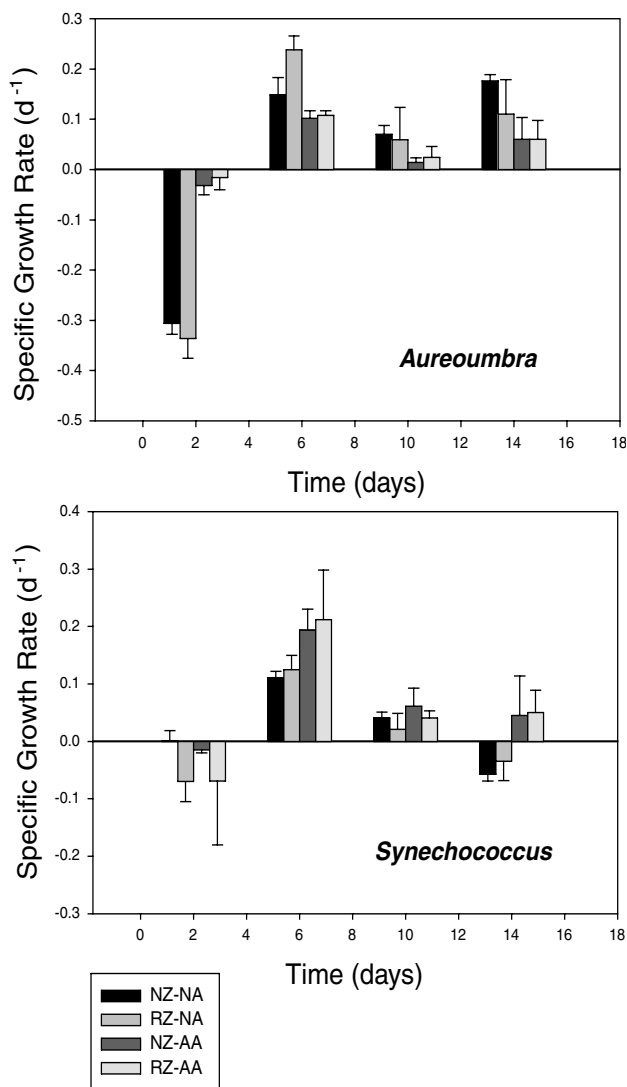 0.3
0.2
0.1
0.0
-0.1
-0.2
-0.3
-0.4
-0.5
Specific Growth Rate (d⁻¹)
Aureoumbra
0 2 4 6 8 10 12 14 16 18
Time (days)
0.4
0.3
0.2
0.1
0.0
-0.1
-0.2
-0.3
Specific Growth Rate (d⁻¹)
Synechococcus
0 2 4 6 8 10 12 14 16 18
Time (days)
NZ-NA
RZ-NA
NZ-AA
RZ-AA